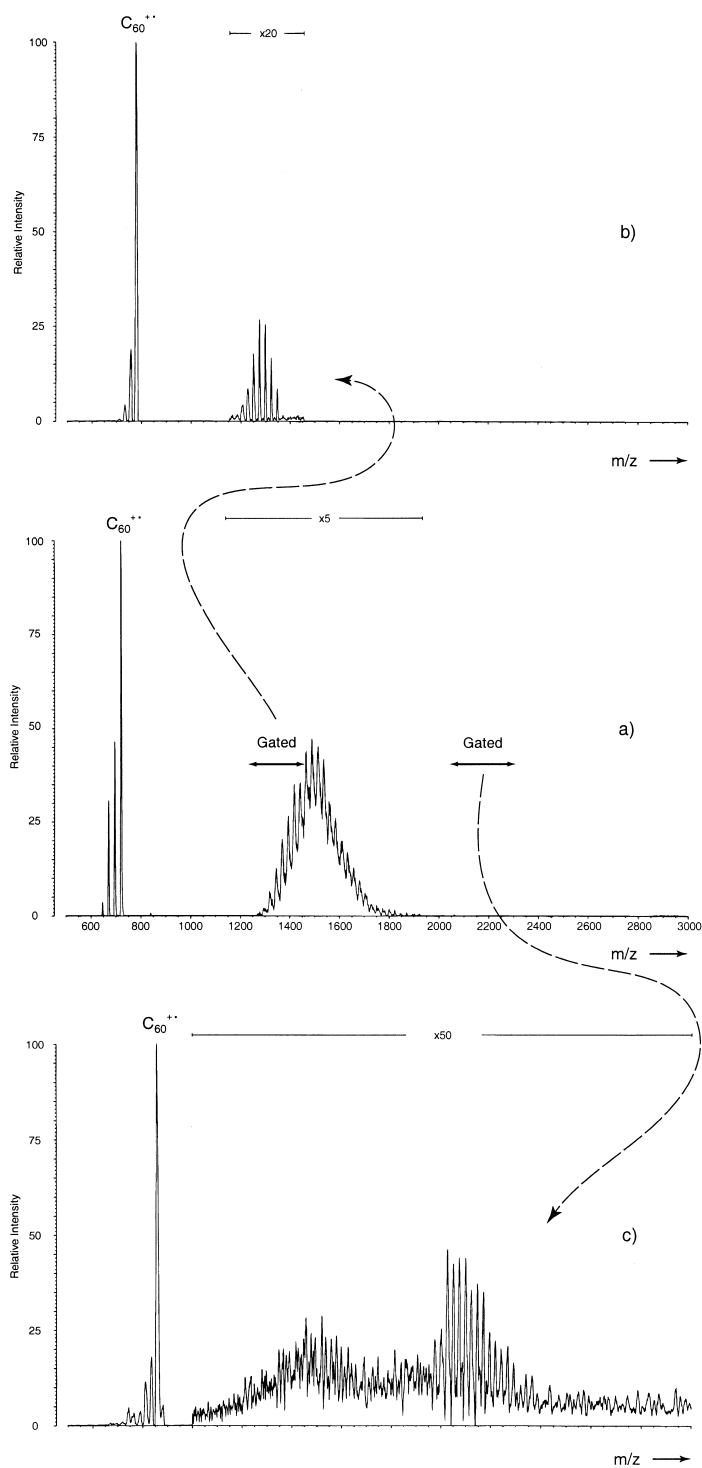 C60+•
x20
100
75
50
25
0
Relative Intensity
b)
m/z
C60+•
x5
100
75
50
25
0
Relative Intensity
a)
Gated
Gated
600 800 1000 1200 1400 1600 1800 2000 2200 2400 2600 2800 3000
m/z
C60+•
x50
100
75
50
25
0
Relative Intensity
c)
m/z